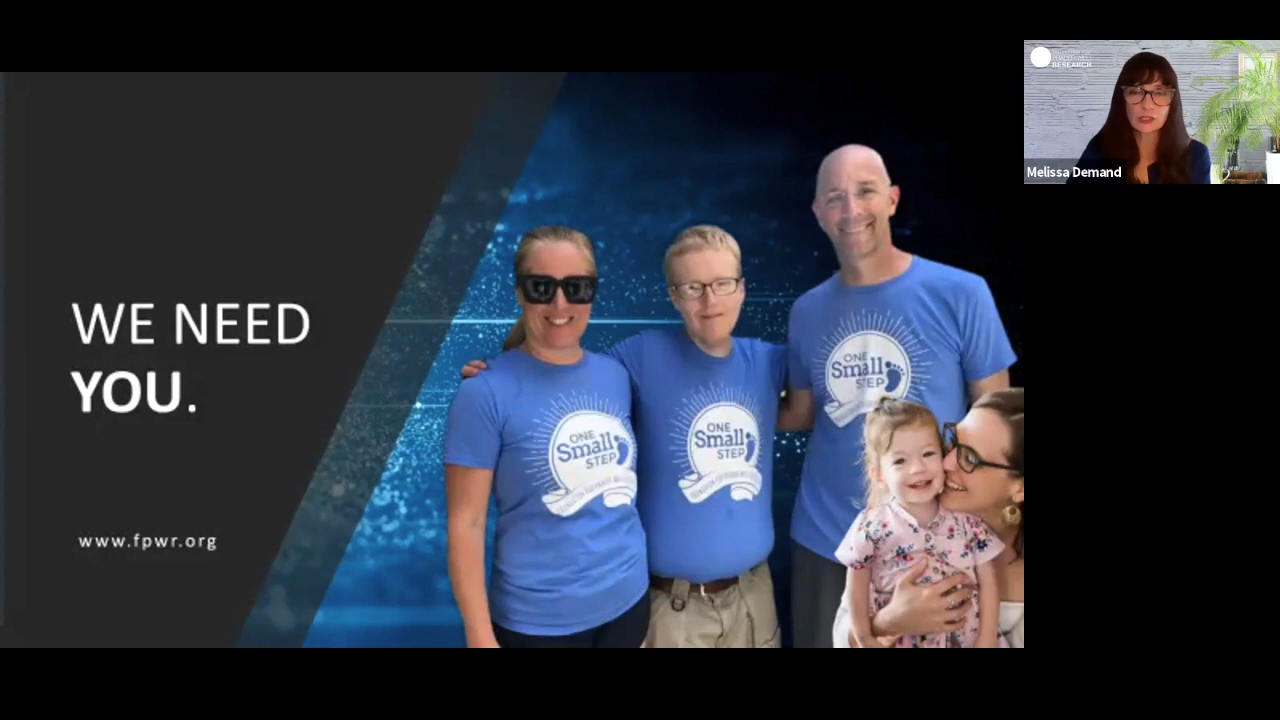 WE NEED
YOU.
www.fpwr.org
ONE
Small
STEP
ONE
Small
STEP
ONE
Small
STEP
RESEARCH
Melissa Demand